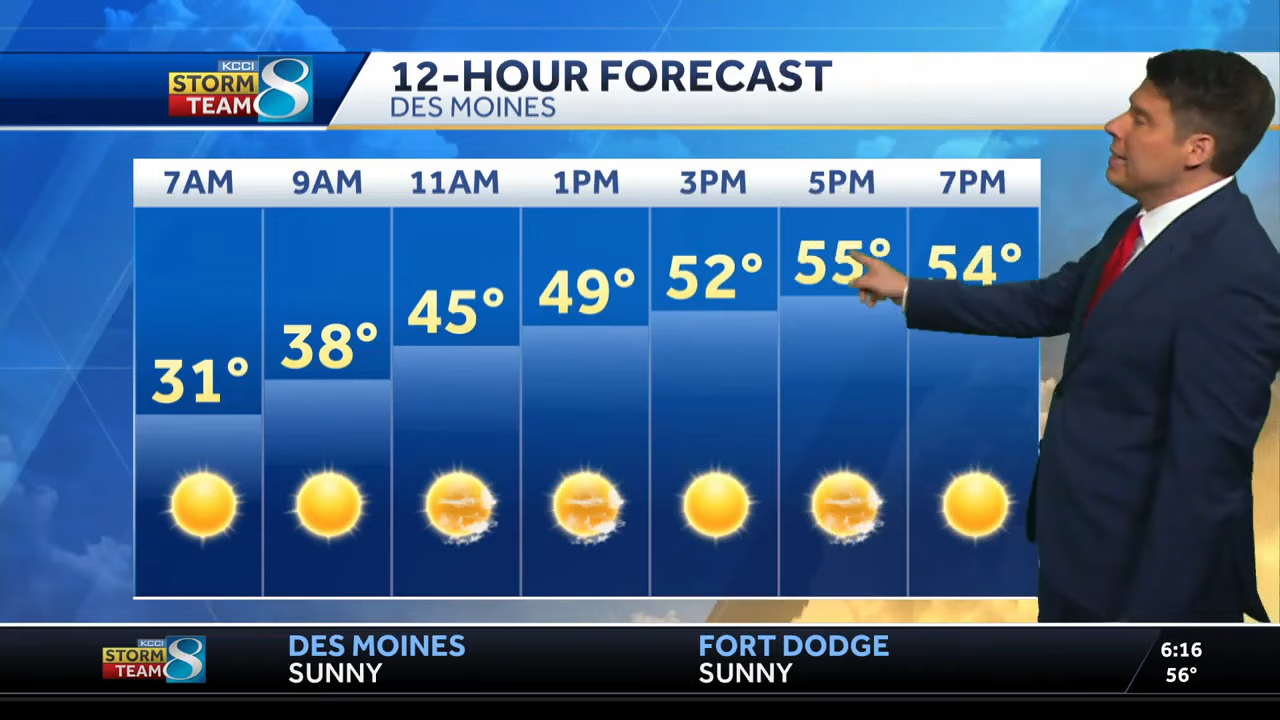 KCCI
STORM
TEAM 8
12-HOUR FORECAST
DES MOINES
7AM 9AM 11AM 1PM 3PM 5PM 7PM
31° 38° 45° 49° 52° 55° 54°
KCCI
STORM
TEAM 8
DES MOINES
SUNNY
FORT DODGE
SUNNY
6:16
56°